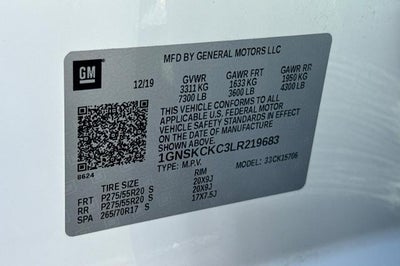 GM
MFD BY GENERAL MOTORS LLC
12/19 GVWR GAWR FRT GAWR RR
3311 KG 1633 KG 1950 KG
7300 LB 3600 LB 4300 LB
THIS VEHICLE CONFORMS TO ALL
APPLICABLE U.S. FEDERAL MOTOR
VEHICLE SAFETY STANDARDS IN EFFECT
ON THE DATE OF MANUFACTURE
SHOWN ABOVE.
1GNSKCKC3LR219683
8624 TYPE: M.P.V. 33CK15706
TIRE SIZE RIM
FRT P275/55R20 S 20X9J
RR P275/55R20 S 20X9J
SPA 265/70R17 S 17X7.5J